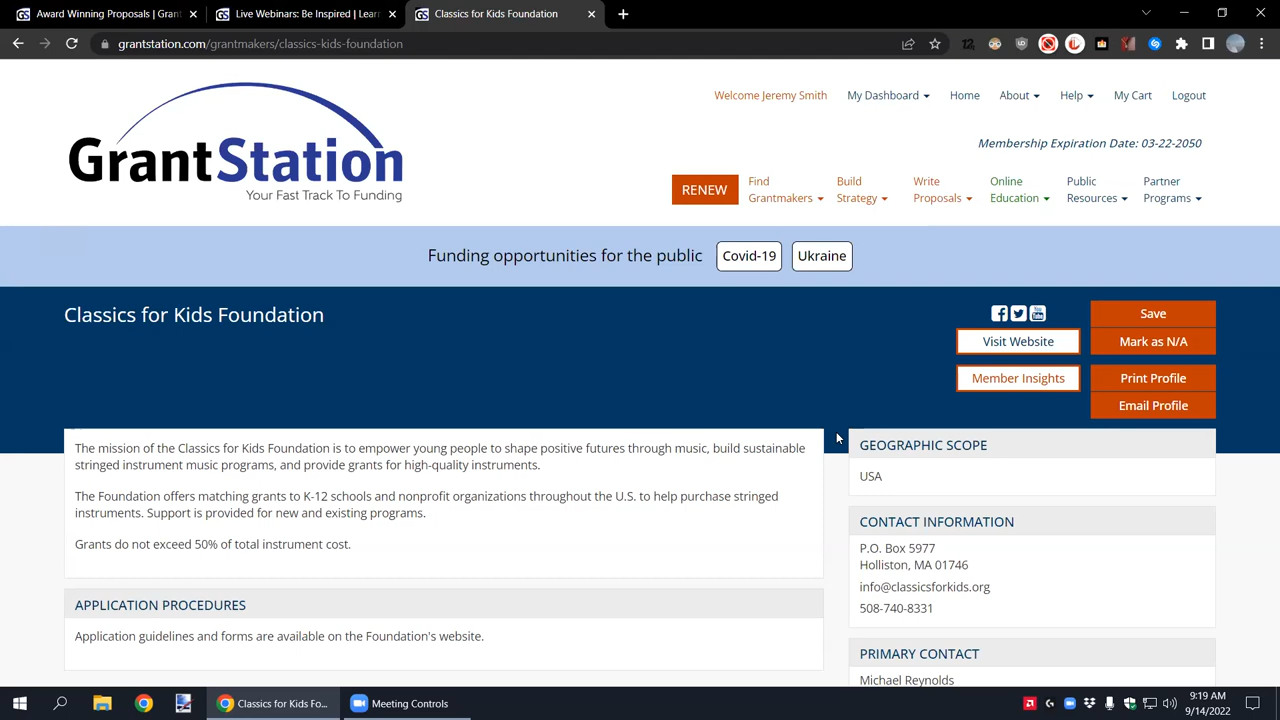 Award Winning Proposals | Grant
Live Webinars: Be Inspired | Learn
Classics for Kids Foundation
grantstation.com/grantmakers/classics-kids-foundation
GrantStation
Your Fast Track To Funding
Welcome Jeremy Smith
My Dashboard
Home
About
Help
My Cart
Logout
Membership Expiration Date: 03-22-2050
RENEW
Find
Grantmakers
Build
Strategy
Write
Proposals
Online
Education
Public
Resources
Partner
Programs
Funding opportunities for the public
Covid-19
Ukraine
Classics for Kids Foundation
You
Tube
Save
Visit Website
Mark as N/A
Member Insights
Print Profile
Email Profile
The mission of the Classics for Kids Foundation is to empower young people to shape positive futures through music, build sustainable
stringed instrument music programs, and provide grants for high-quality instruments.
The Foundation offers matching grants to K-12 schools and nonprofit organizations throughout the U.S. to help purchase stringed
instruments. Support is provided for new and existing programs.
Grants do not exceed 50% of total instrument cost.
APPLICATION PROCEDURES
Application guidelines and forms are available on the Foundation's website.
GEOGRAPHIC SCOPE
USA
CONTACT INFORMATION
P.O. Box 5977
Holliston, MA 01746
info@classicsforkids.org
508-740-8331
PRIMARY CONTACT
Michael Reynolds
Classics for Kids Fo...
Meeting Controls
9:19 AM
9/14/2022